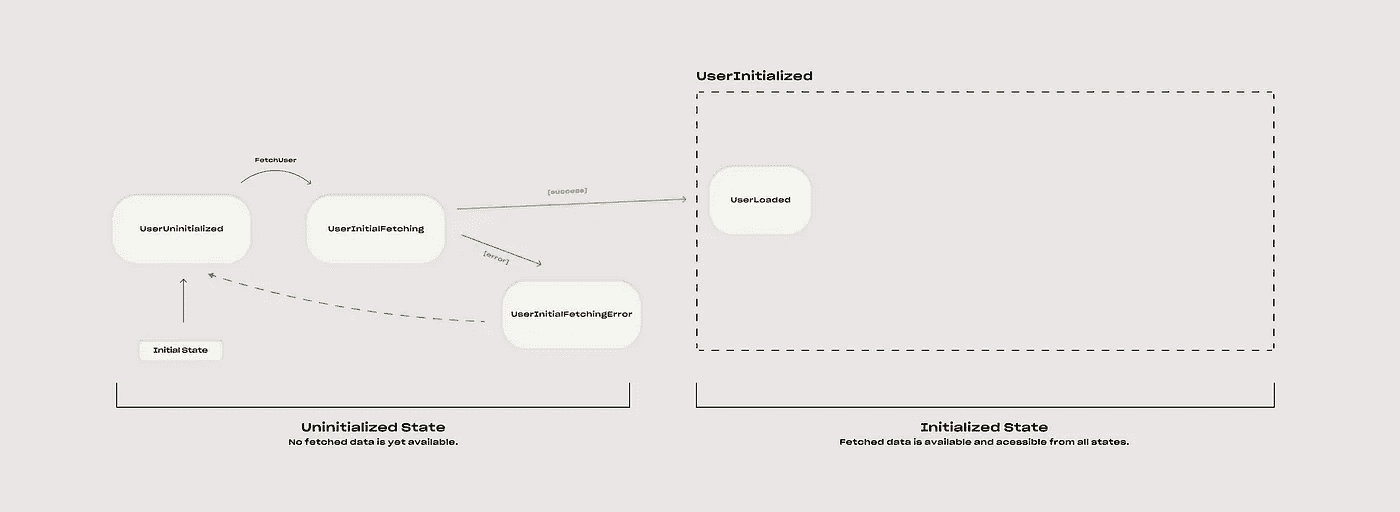 UserInitialized
FetchUser
[success]
UserLoaded
UserUninitialized
UserInitialFetching
[error]
UserInitialFetchingError
Initial State
Uninitialized State
No fetched data is yet available.
Initialized State
Fetched data is available and acessible from all states.